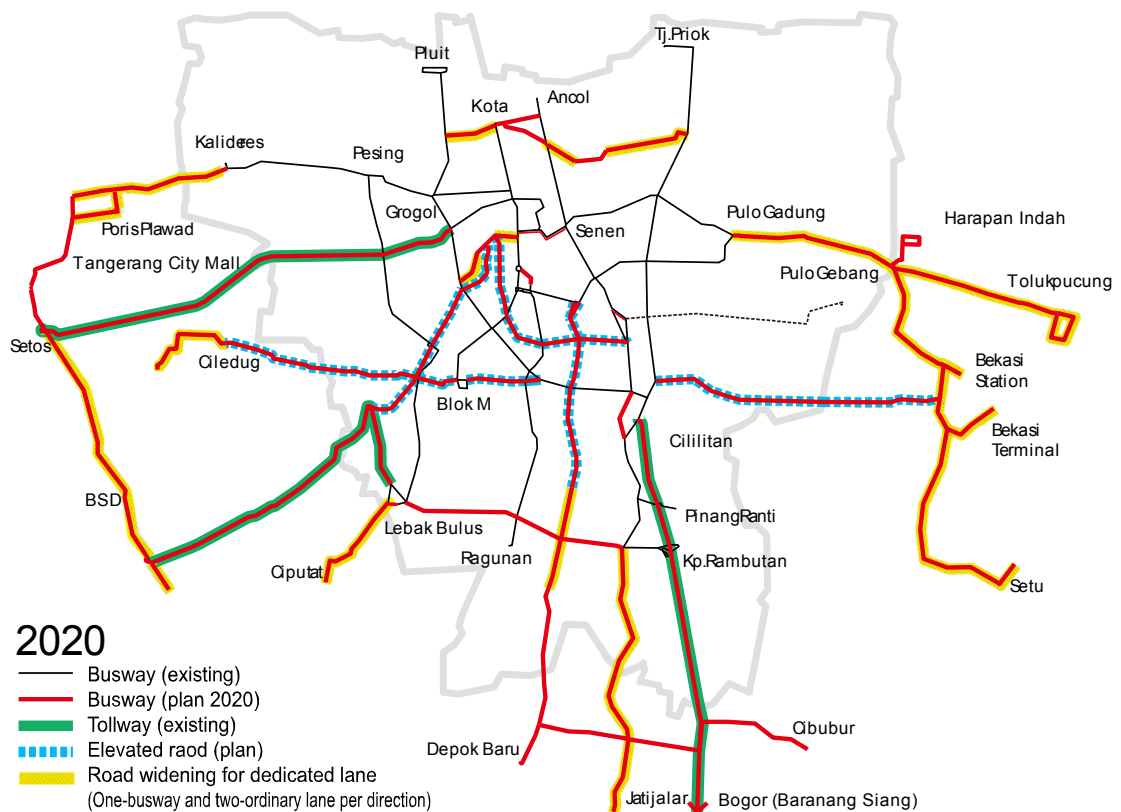 Tj.Priok
Pluit
Ancol
Kota
Kalideres
Pesing
Grogol
PuloGadung
Harapan Indah
PorisPlawad
Senen
Tangerang City Mall
PuloGebang
Tolukpucung
Setos
Ciledug
Bekasi
Station
Blok M
Cililitan
Bekasi
Terminal
BSD
PinangRanti
Lebak Bulus
Ragunan
Kp.Rambutan
Ciputat
Setu
2020
Busway (existing)
Busway (plan 2020)
Tollway (existing)
Cibubur
Elevated raod (plan)
Depok Baru
Road widening for dedicated lane
(One-busway and two-ordinary lane per direction)
Jatijalar
Bogor (Baranang Siang)